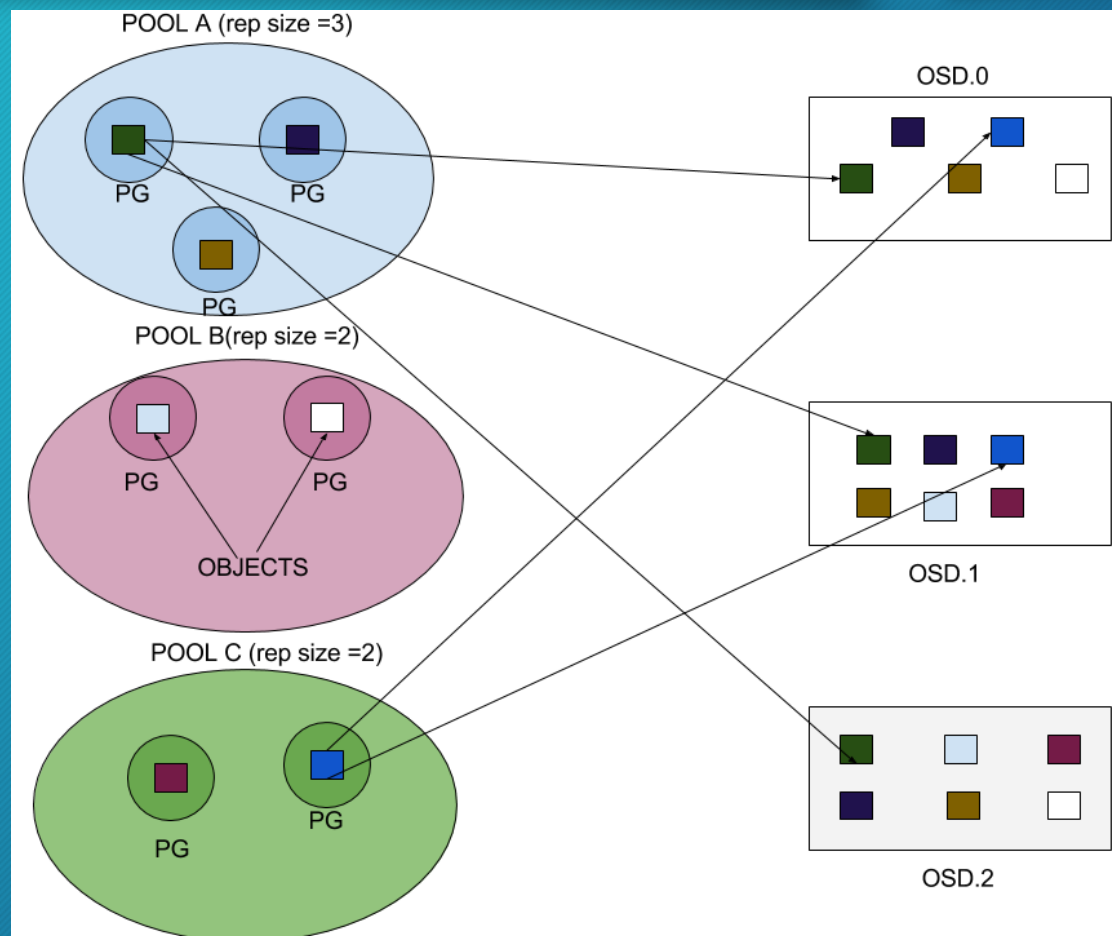 POOL A (rep size =3)
PG
PG
PG
POOL B(rep size =2)
PG
PG
OBJECTS
POOL C (rep size =2)
PG
PG
OSD.0
OSD.1
OSD.2